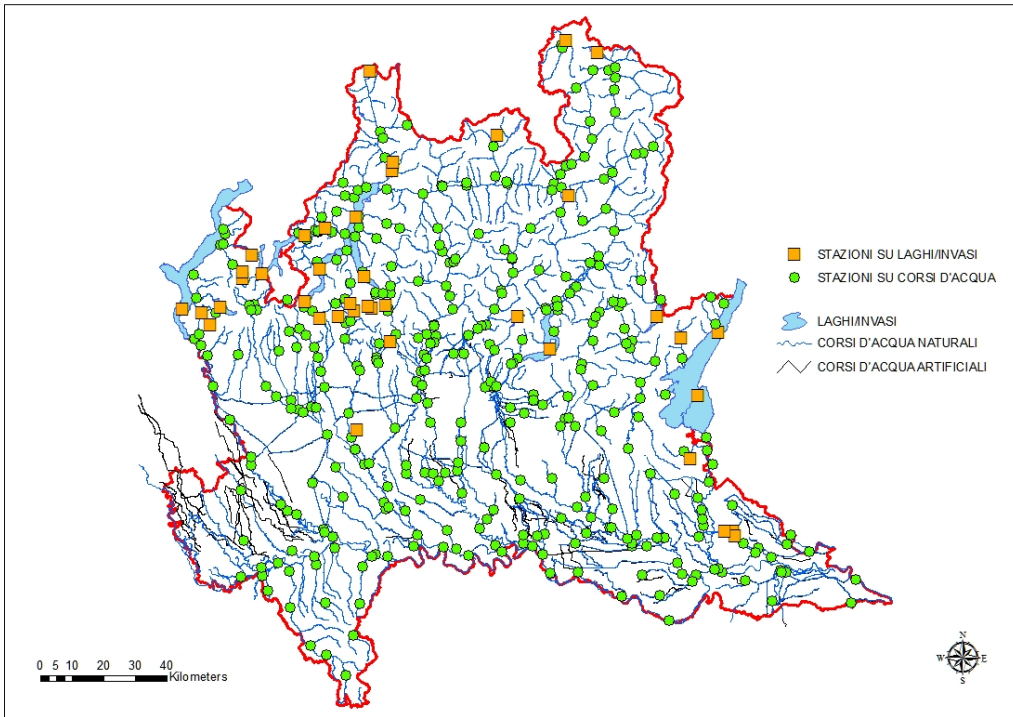 STAZIONI SU LAGHI/INVASI
STAZIONI SU CORSI D'ACQUA
LAGHI/INVASI
CORSI D'ACQUA NATURALI
CORSI D'ACQUA ARTIFICIALI
0 5 10 20 30 40
Kilometers
N
W E
S